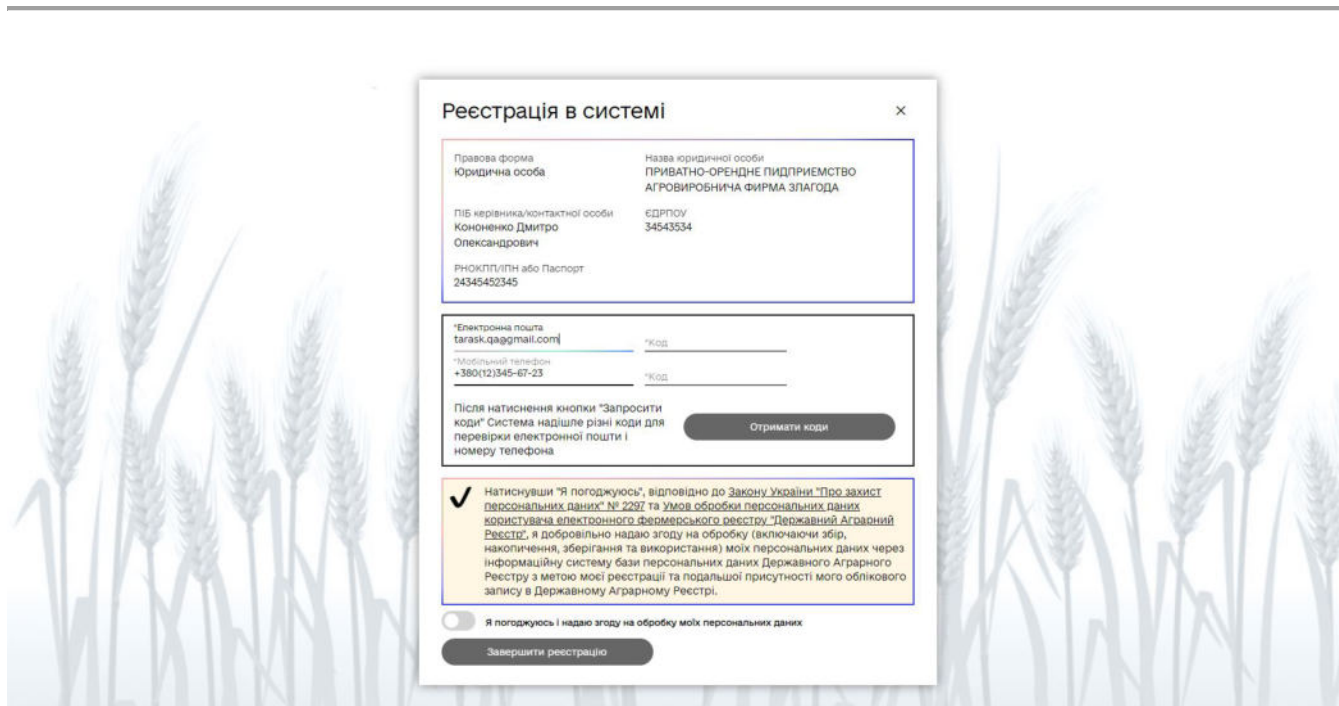 Реєстрація в системі
Правова форма
Юридична особа
Назва юридичної особи
ПРИВАТНО-ОРЕНДНЕ ПИДПРИЕМСТВО
АГРОВИРОБНИЧА ФИРМА ЗЛАГОДА
ПІБ керівника/контактної особи
Кононенко Дмитро
Олександрович
ЄДРПОУ
34543534
РНОКПП/ІПН або Паспорт
24345452345
*Електронна пошта
tarask.qa@gmail.com
*Код
*Мобільний телефон
+380(12)345-67-23
*Код
Після натиснення кнопки "Запросити
коди" Система надішле різні коди для
перевірки електронної пошти і
номеру телефона
Отримати коди
Натиснувши "Я погоджуюсь", відповідно до Закону України "Про захист
персональних даних" № 2297 та Умов обробки персональних даних
користувача електронного фермерського реєстру "Державний Аграрний
Реєстр", я добровільно надаю згоду на обробку (включаючи збір,
накопичення, зберігання та використання) моїх персональних даних через
інформаційну систему бази персональних даних Державного Аграрного
Реєстру з метою моєї реєстрації та подальшої присутності мого облікового
запису в Державному Аграрному Реєстрі.
Я погоджуюсь і надаю згоду на обробку моїх персональних даних
Завершити реєстрацію